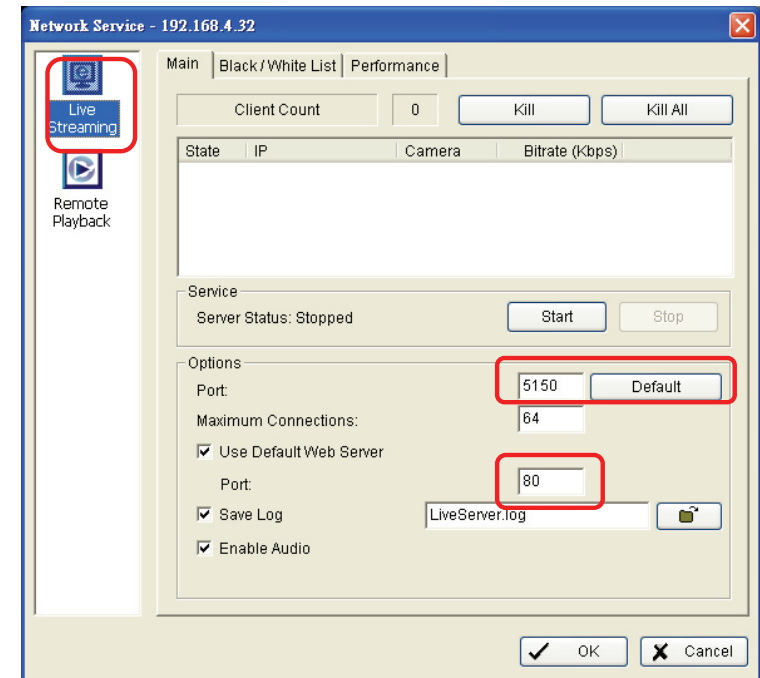 Network Service - 192.168.4.32
Live
Streaming
Remote
Playback
Main Black / White List Performance
Client Count 0 Kill Kill All
State IP Camera Bitrate (Kbps)
Service
Server Status: Stopped Start Stop
Options
Port: 5150 Default
Maximum Connections: 64
Use Default Web Server
Port: 80
Save Log LiveServer.log
Enable Audio
OK Cancel